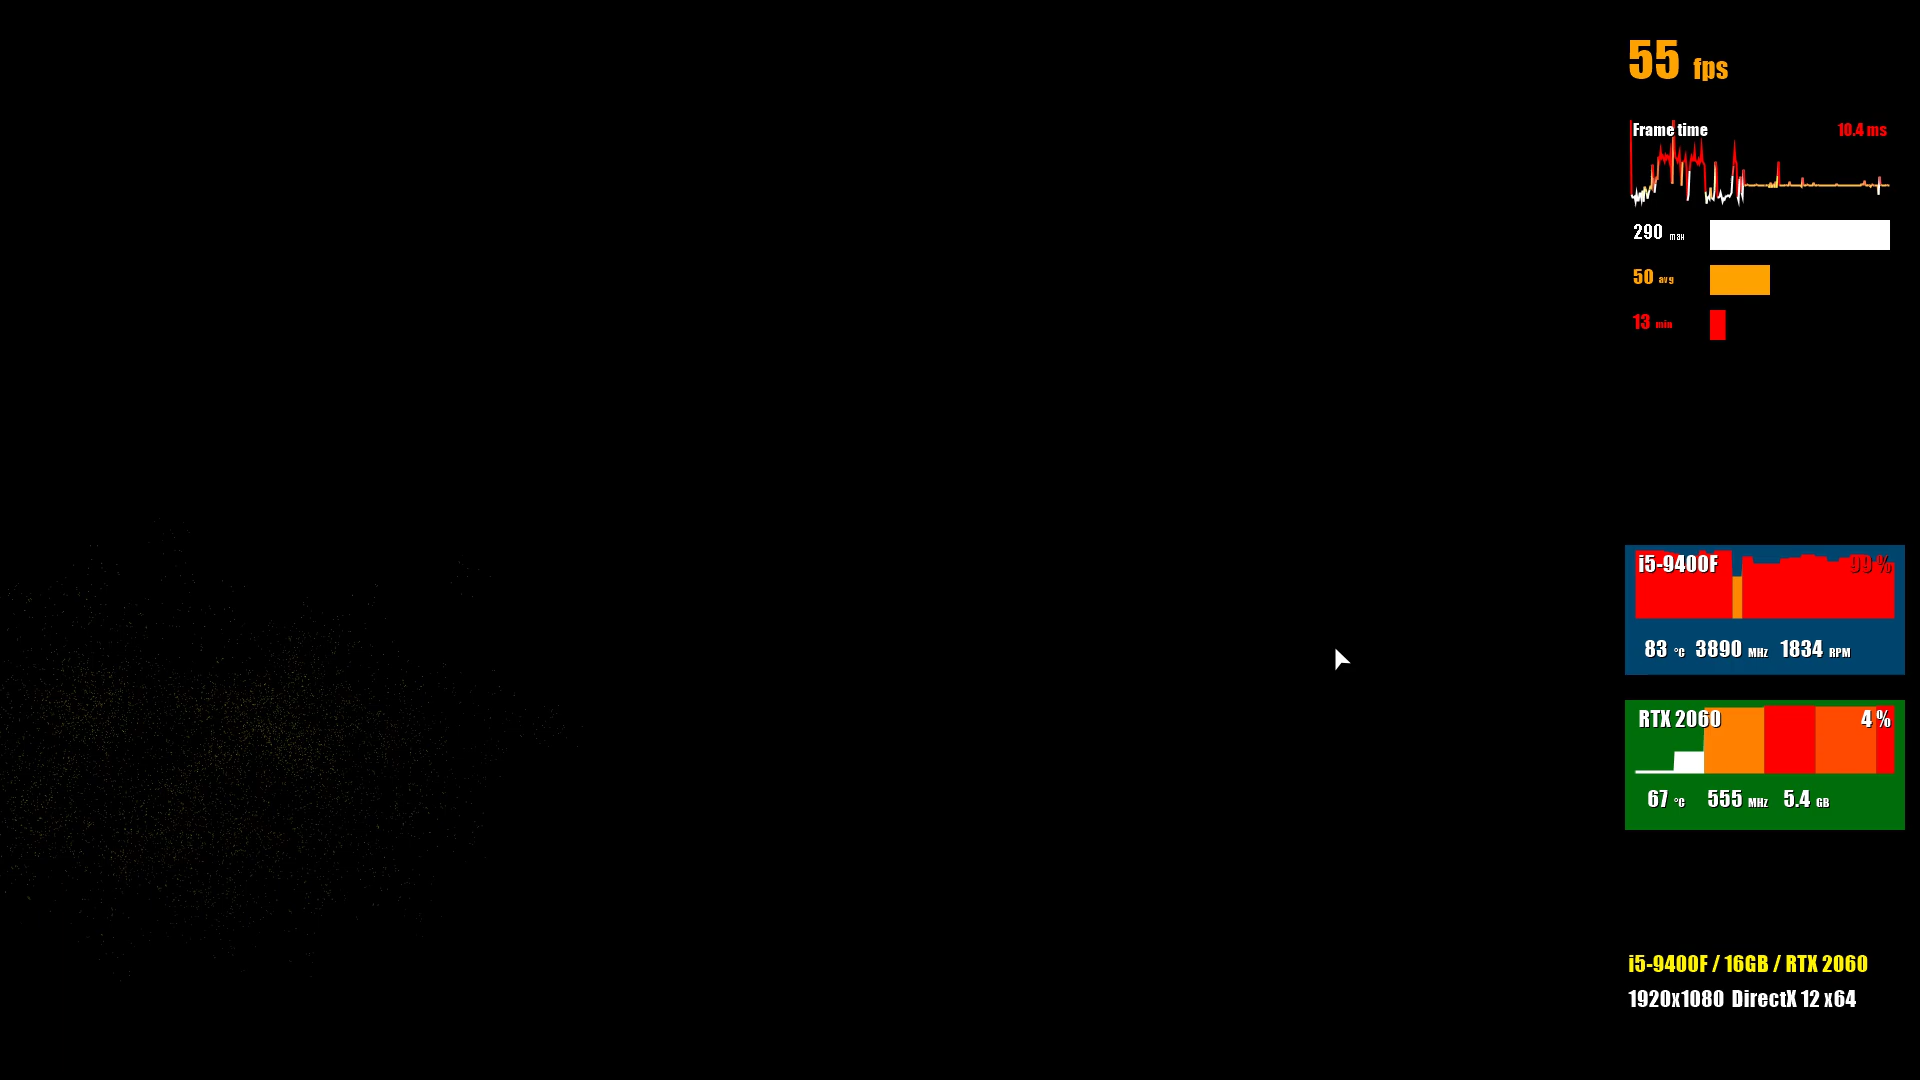 55 fps
Frame time 10.4 ms
290 max
50 avg
13 min
i5-9400F 99 %
83 °C 3890 MHz 1834 RPM
RTX 2060 4 %
67 °C 555 MHz 5.4 GB
i5-9400F / 16GB / RTX 2060
1920x1080 DirectX 12 x64